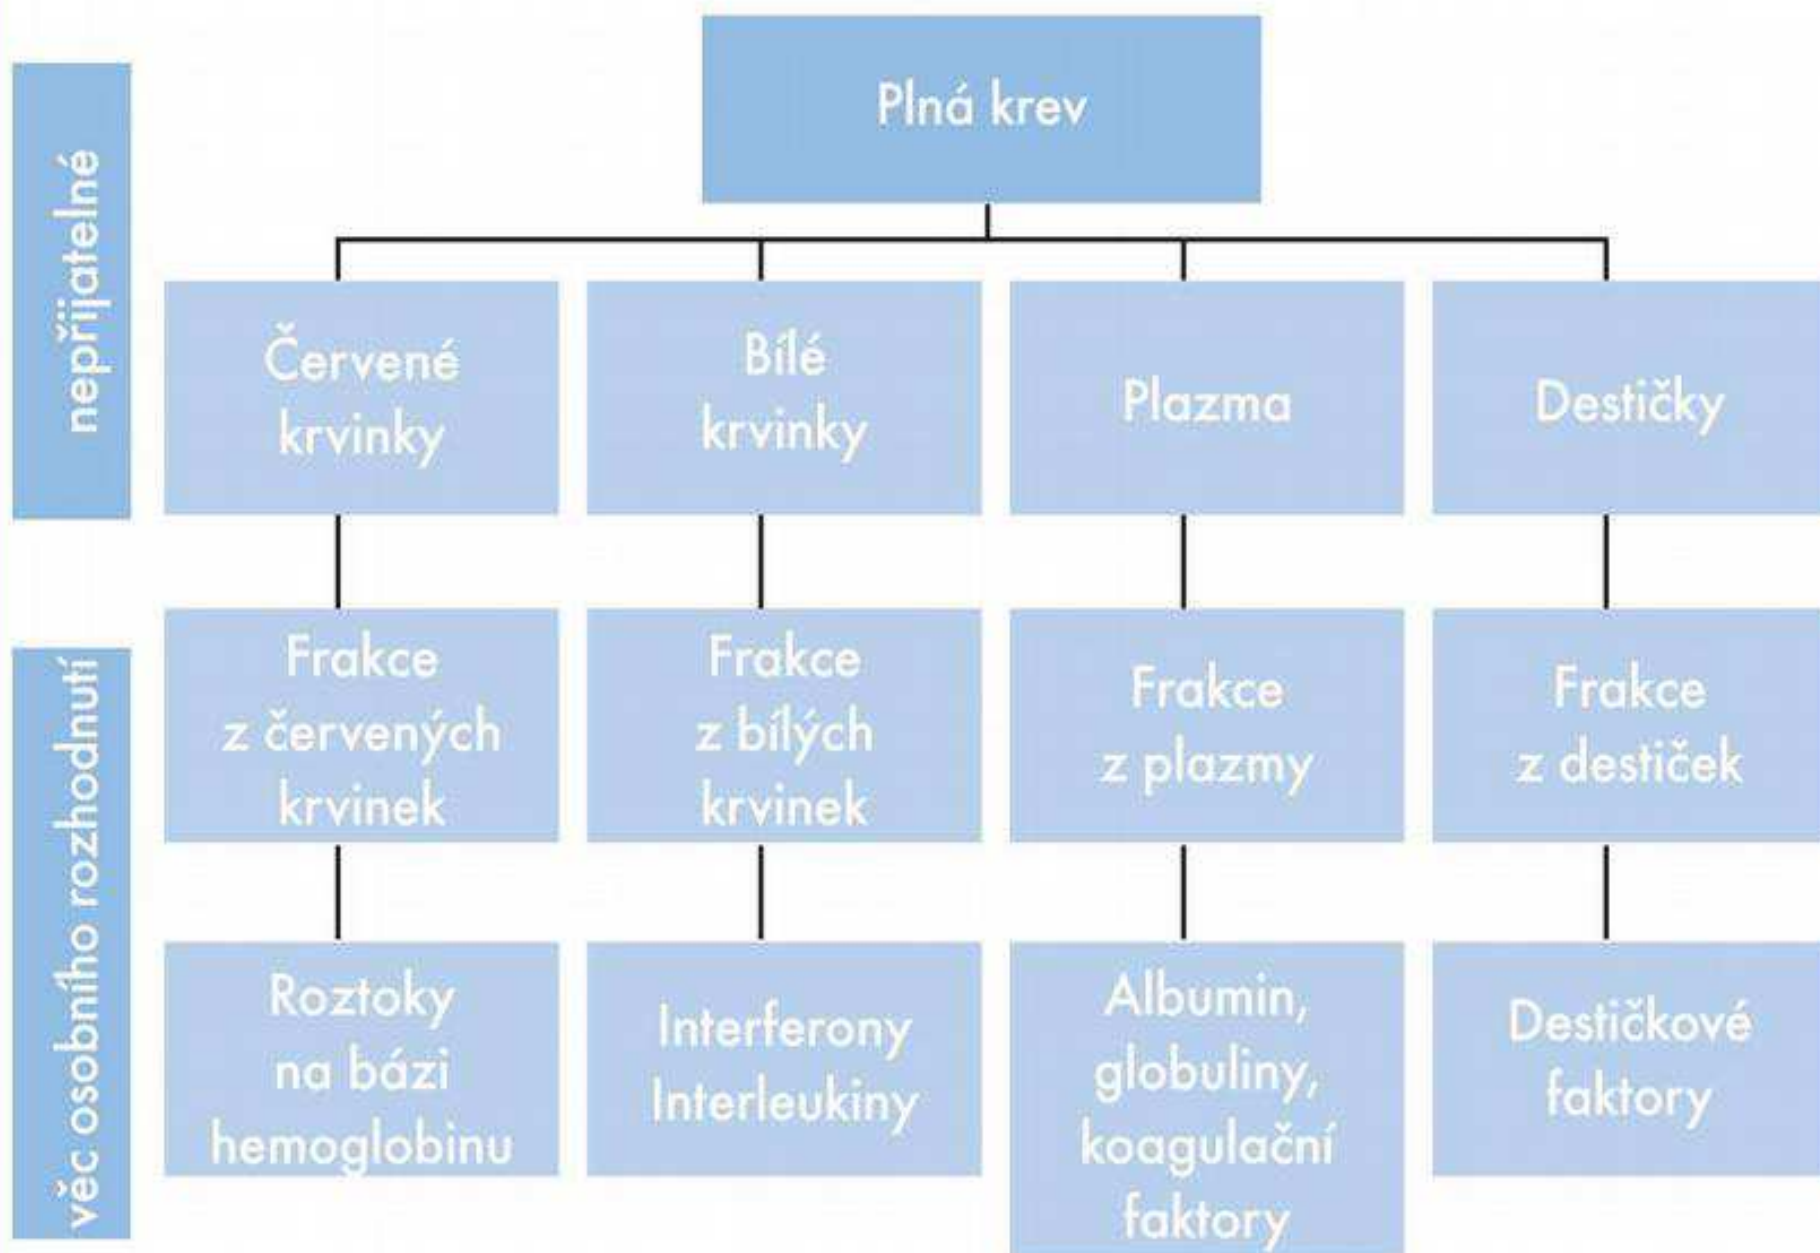 Plná krev
nepřijatelné
Červené
krvinky
Bílé
krvinky
Plazma
Destičky
věc osobního rozhodnutí
Frakce
z červených
krvinek
Frakce
z bílých
krvinek
Frakce
z plazmy
Frakce
z destiček
Roztoky
na bázi
hemoglobinu
Interferony
Interleukiny
Albumin,
globuliny,
koagulační
faktory
Destičkové
faktory